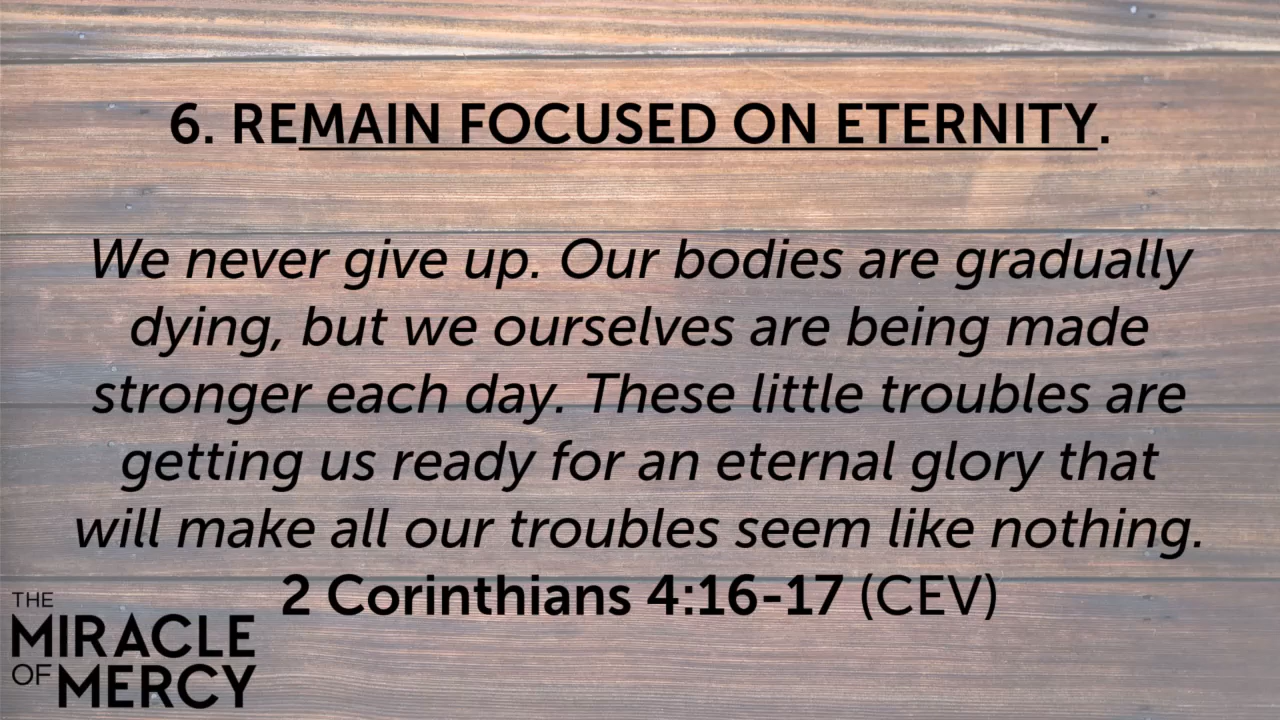 6. REMAIN FOCUSED ON ETERNITY.
We never give up. Our bodies are gradually
dying, but we ourselves are being made
stronger each day. These little troubles are
getting us ready for an eternal glory that
will make all our troubles seem like nothing.
2 Corinthians 4:16-17 (CEV)
THE
MIRACLE
OF MERCY